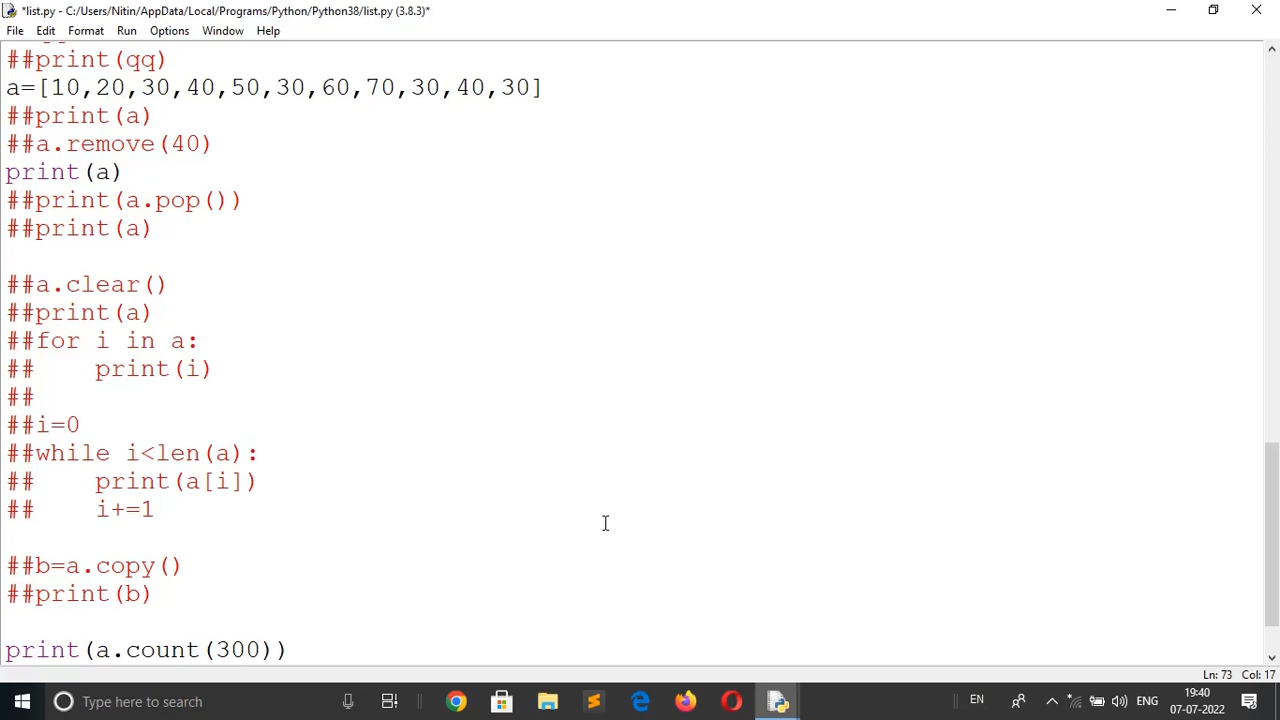 *list.py - C:/Users/Nitin/AppData/Local/Programs/Python/Python38/list.py (3.8.3)*
File Edit Format Run Options Window Help
##print(qq)
a=[10,20,30,40,50,30,60,70,30,40,30]
##print(a)
##a.remove(40)
print(a)
##print(a.pop())
##print(a)
##a.clear()
##print(a)
##for i in a:
##    print(i)
##
##i=0
##while i<len(a):
##    print(a[i])
##    i+=1
##b=a.copy()
##print(b)
print(a.count(300))
Ln: 73 Col: 17
Type here to search
EN
ENG
19:40
07-07-2022